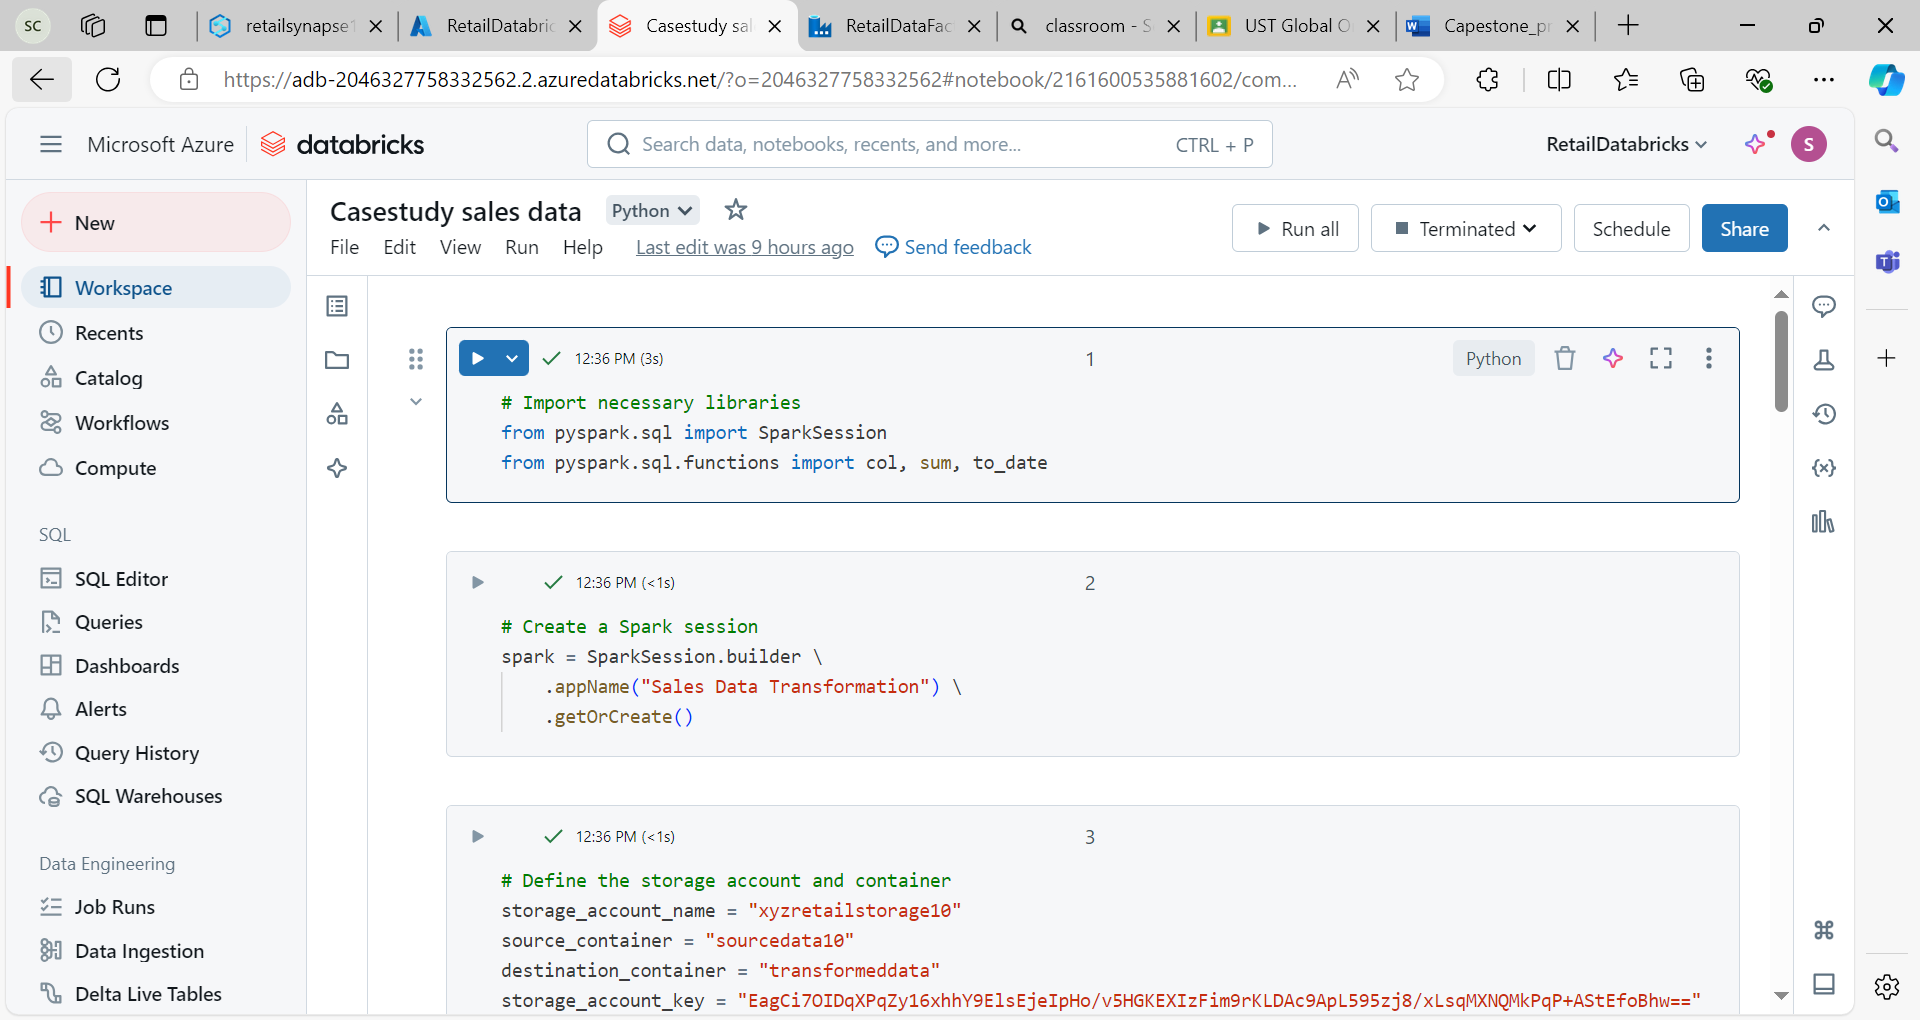 SC
retailsynapse1
RetailDatabric
Casestudy sal
RetailDataFac
classroom - S
UST Global O
Capestone_pr
https://adb-2046327758332562.2.azuredatabricks.net/?o=2046327758332562#notebook/2161600535881602/com...
Microsoft Azure
databricks
Search data, notebooks, recents, and more...
CTRL + P
RetailDatabricks
S
New
Workspace
Recents
Catalog
Workflows
Compute
SQL
SQL Editor
Queries
Dashboards
Alerts
Query History
SQL Warehouses
Data Engineering
Job Runs
Data Ingestion
Delta Live Tables
Casestudy sales data
Python
File Edit View Run Help Last edit was 9 hours ago Send feedback
Run all
Terminated
Schedule
Share
12:36 PM (3s)
1
Python
# Import necessary libraries
from pyspark.sql import SparkSession
from pyspark.sql.functions import col, sum, to_date
12:36 PM (<1s)
2
# Create a Spark session
spark = SparkSession.builder \
.appName("Sales Data Transformation") \
.getOrCreate()
12:36 PM (<1s)
3
# Define the storage account and container
storage_account_name = "xyzretailstorage10"
source_container = "sourcedata10"
destination_container = "transformeddata"
storage_account_key = "EagCi7OIDqXPqZy16xhhY9ElsEjeIpHo/v5HGKEXIzFim9rKLDAc9ApL595zj8/xLsqMXNQMkPqP+AStEfoBhw=="